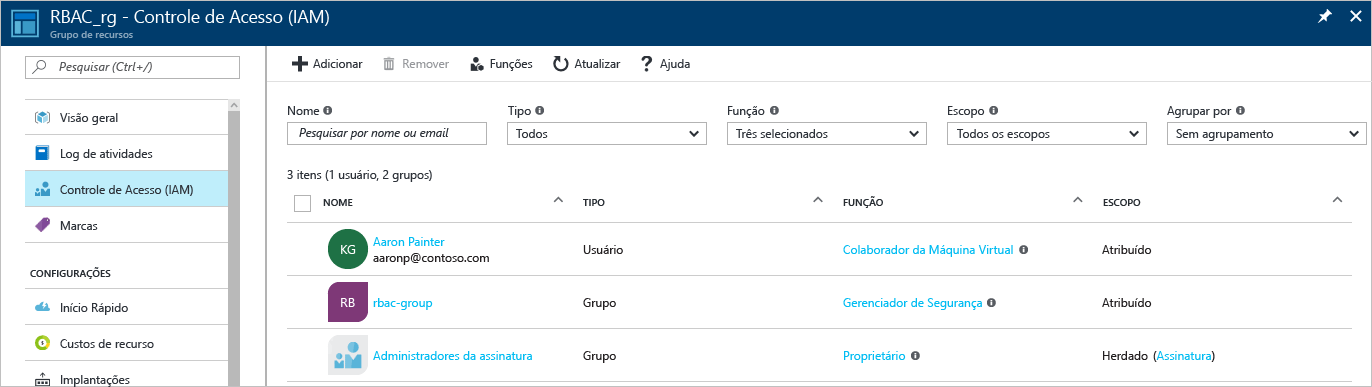 RBAC_rg - Controle de Acesso (IAM)
Grupo de recursos
Pesquisar (Ctrl+/)
Visão geral
Log de atividades
Controle de Acesso (IAM)
Marcas
CONFIGURAÇÕES
Início Rápido
Custos de recurso
Implantações
Adicionar Remover Funções Atualizar Ajuda
Nome Tipo Função Escopo Agrupar por
Pesquisar por nome ou email Todos Três selecionados Todos os escopos Sem agrupamento
3 itens (1 usuário, 2 grupos)
NOME TIPO FUNÇÃO ESCOPO
KG Aaron Painter Usuário Colaborador da Máquina Virtual Atribuído
aaronp@contoso.com
RB rbac-group Grupo Gerenciador de Segurança Atribuído
Administradores da assinatura Grupo Proprietário Herdado (Assinatura)